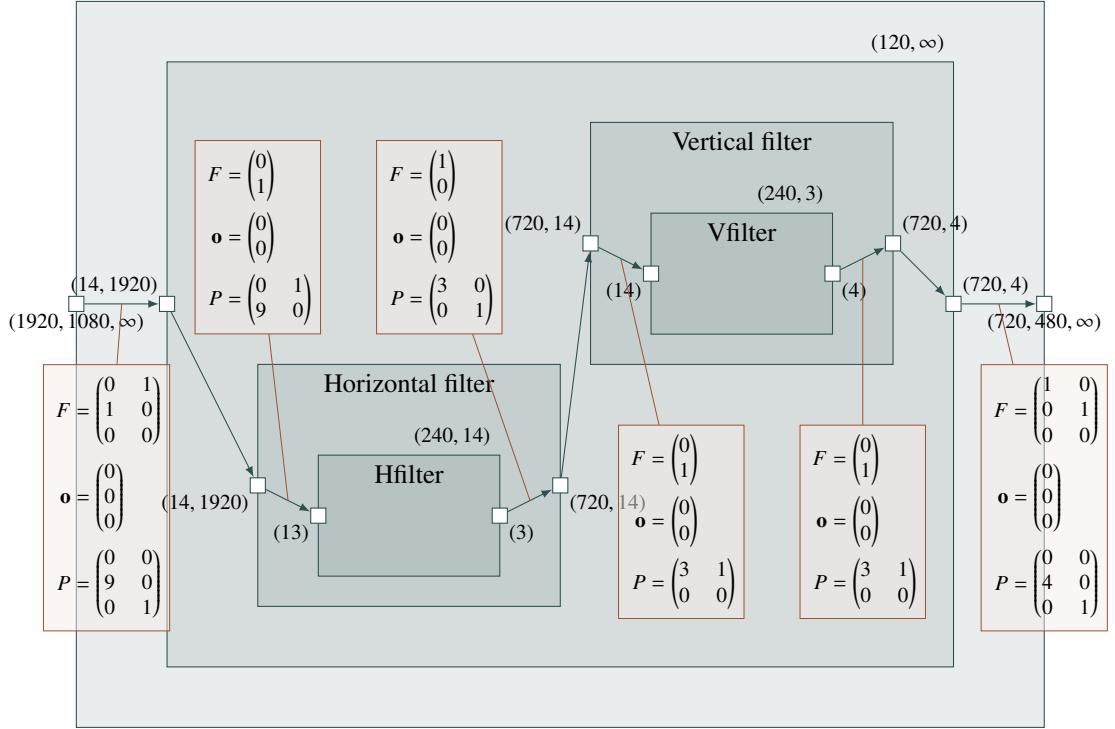 (120, ∞)
Vertical filter
(240, 3)
Vfilter
(720, 14)
(720, 4)
(14)
(4)
F = (0 1)
o = (0 0)
P = (0 1
9 0)
F = (1 0)
o = (0 0)
P = (3 0
0 1)
(14, 1920)
(1920, 1080, ∞)
(720, 4)
(720, 480, ∞)
Horizontal filter
(240, 14)
Hfilter
(14, 1920)
(13)
(3)
(720, 14)
F = (0 1
1 0
0 0)
o = (0 0 0)
P = (0 0
9 0
0 1)
F = (0 1)
o = (0 0)
P = (3 1
0 0)
F = (0 1)
o = (0 0)
P = (3 1
0 0)
F = (1 0
0 1
0 0)
o = (0 0 0)
P = (0 0
4 0
0 1)